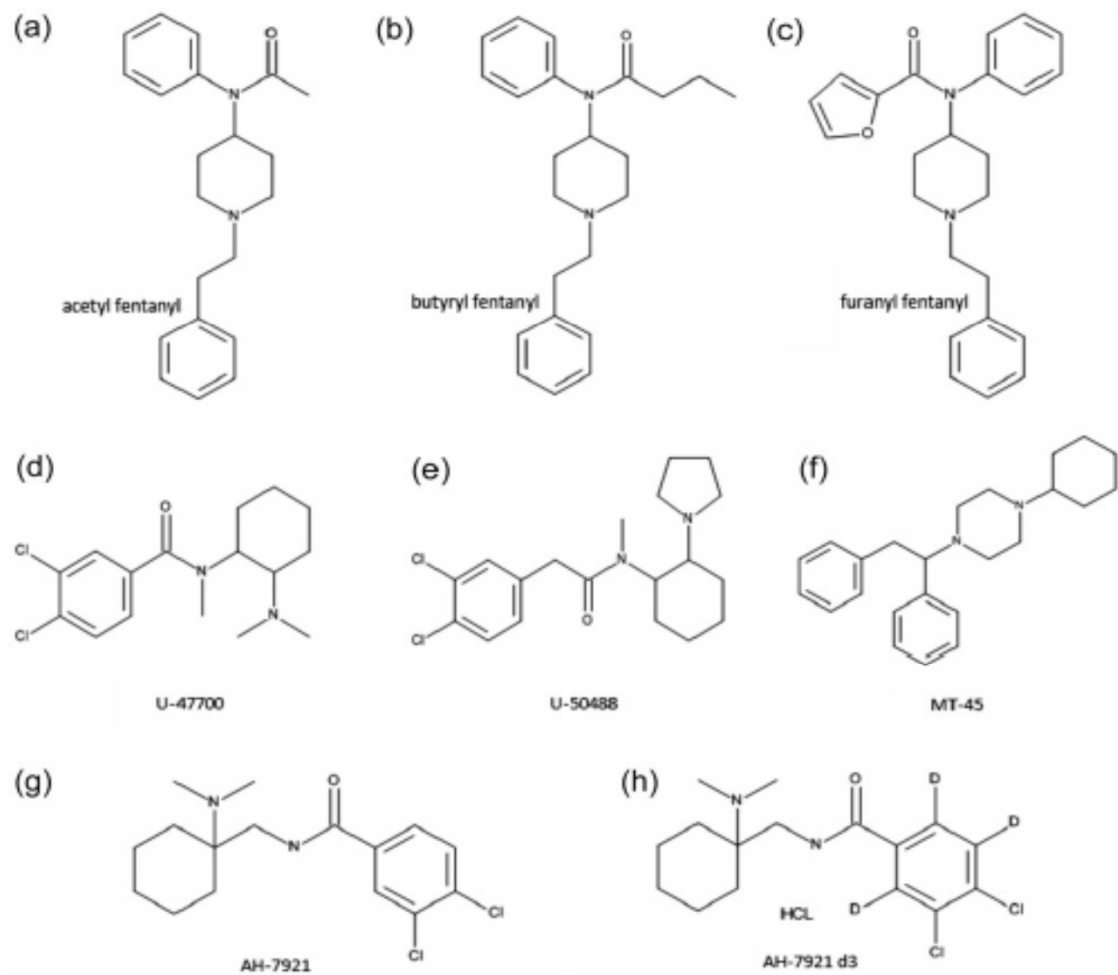 (a)
O
N
N
acetyl fentanyl
(b)
O
N
N
butyryl fentanyl
(c)
O
O
N
N
furanyl fentanyl
(d)
O
Cl
Cl
N
N
U-47700
(e)
N
N
Cl
Cl
O
U-50488
(f)
N
N
MT-45
(g)
N
O
N
Cl
Cl
AH-7921
(h)
N
O
D
D
N
D
Cl
Cl
HCL
AH-7921 d3